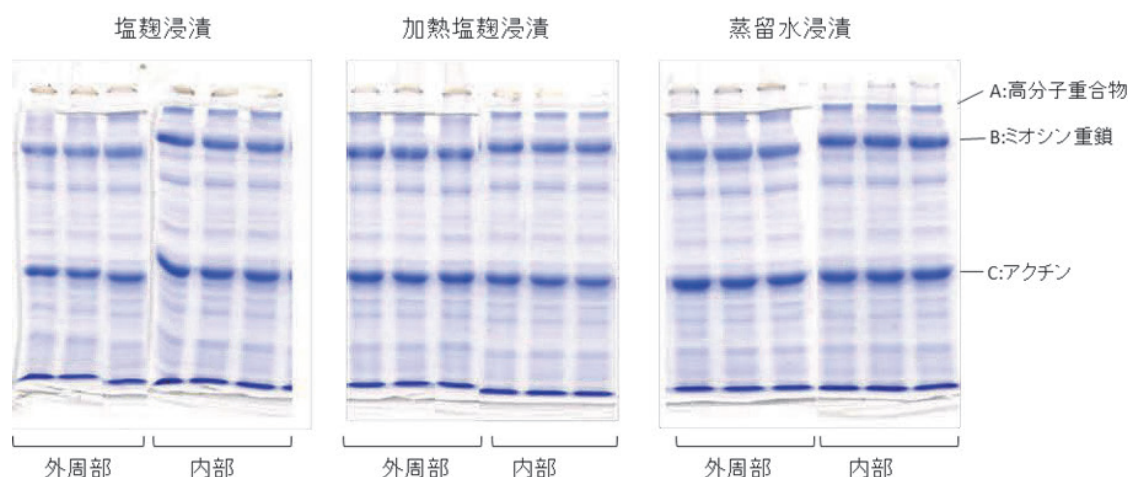 塩麹浸漬
加熱塩麹浸漬
蒸留水浸漬
A:高分子重合物
B:ミオシン重鎖
C:アクチン
外周部
内部
外周部
内部
外周部
内部